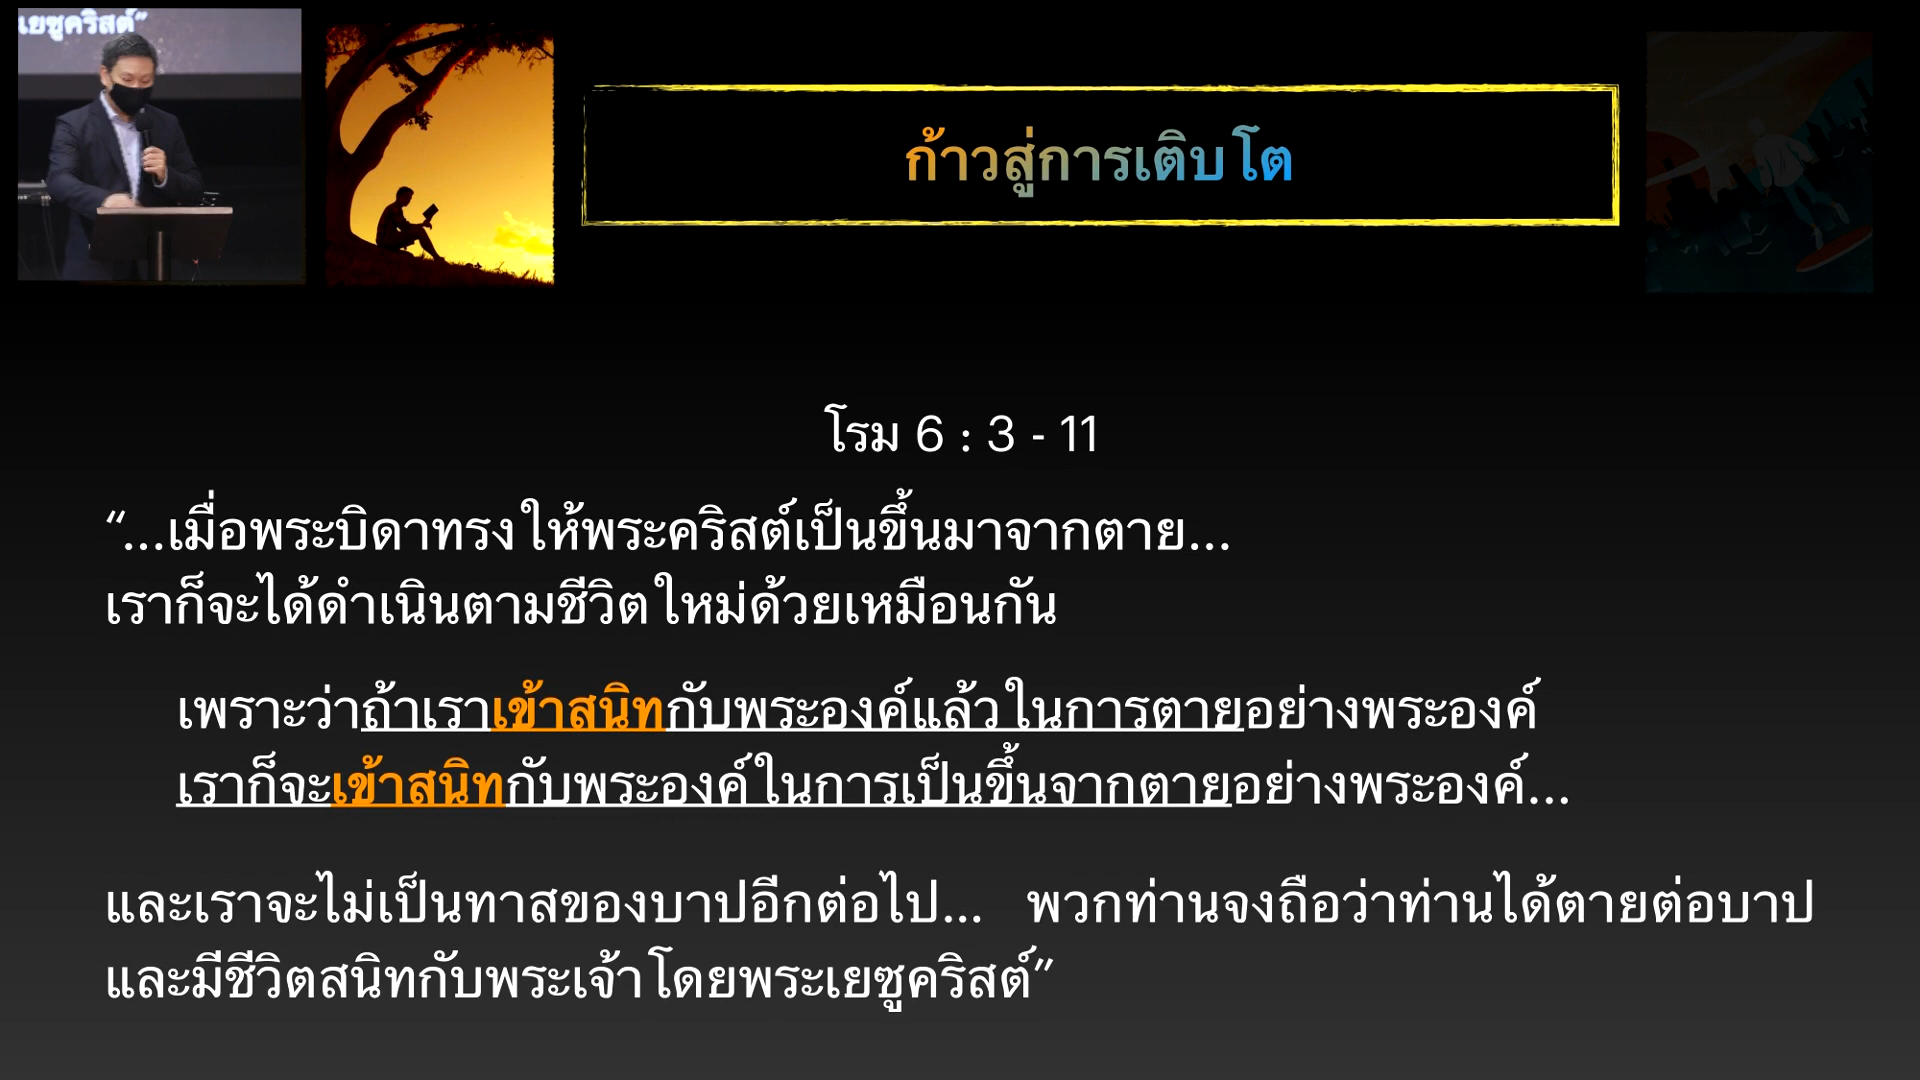 เยซูคริสต์”
ก้าวสู่การเติบโต
โรม 6 : 3 - 11
“...เมื่อพระบิดาทรงให้พระคริสต์เป็นขึ้นมาจากตาย...
เราก็จะได้ดำเนินตามชีวิตใหม่ด้วยเหมือนกัน
เพราะว่าถ้าเราเข้าสนิทกับพระองค์แล้วในการตายอย่างพระองค์
เราก็จะเข้าสนิทกับพระองค์ในการเป็นขึ้นจากตายอย่างพระองค์...
และเราจะไม่เป็นทาสของบาปอีกต่อไป... พวกท่านจงถือว่าท่านได้ตายต่อบาป
และมีชีวิตสนิทกับพระเจ้าโดยพระเยซูคริสต์”